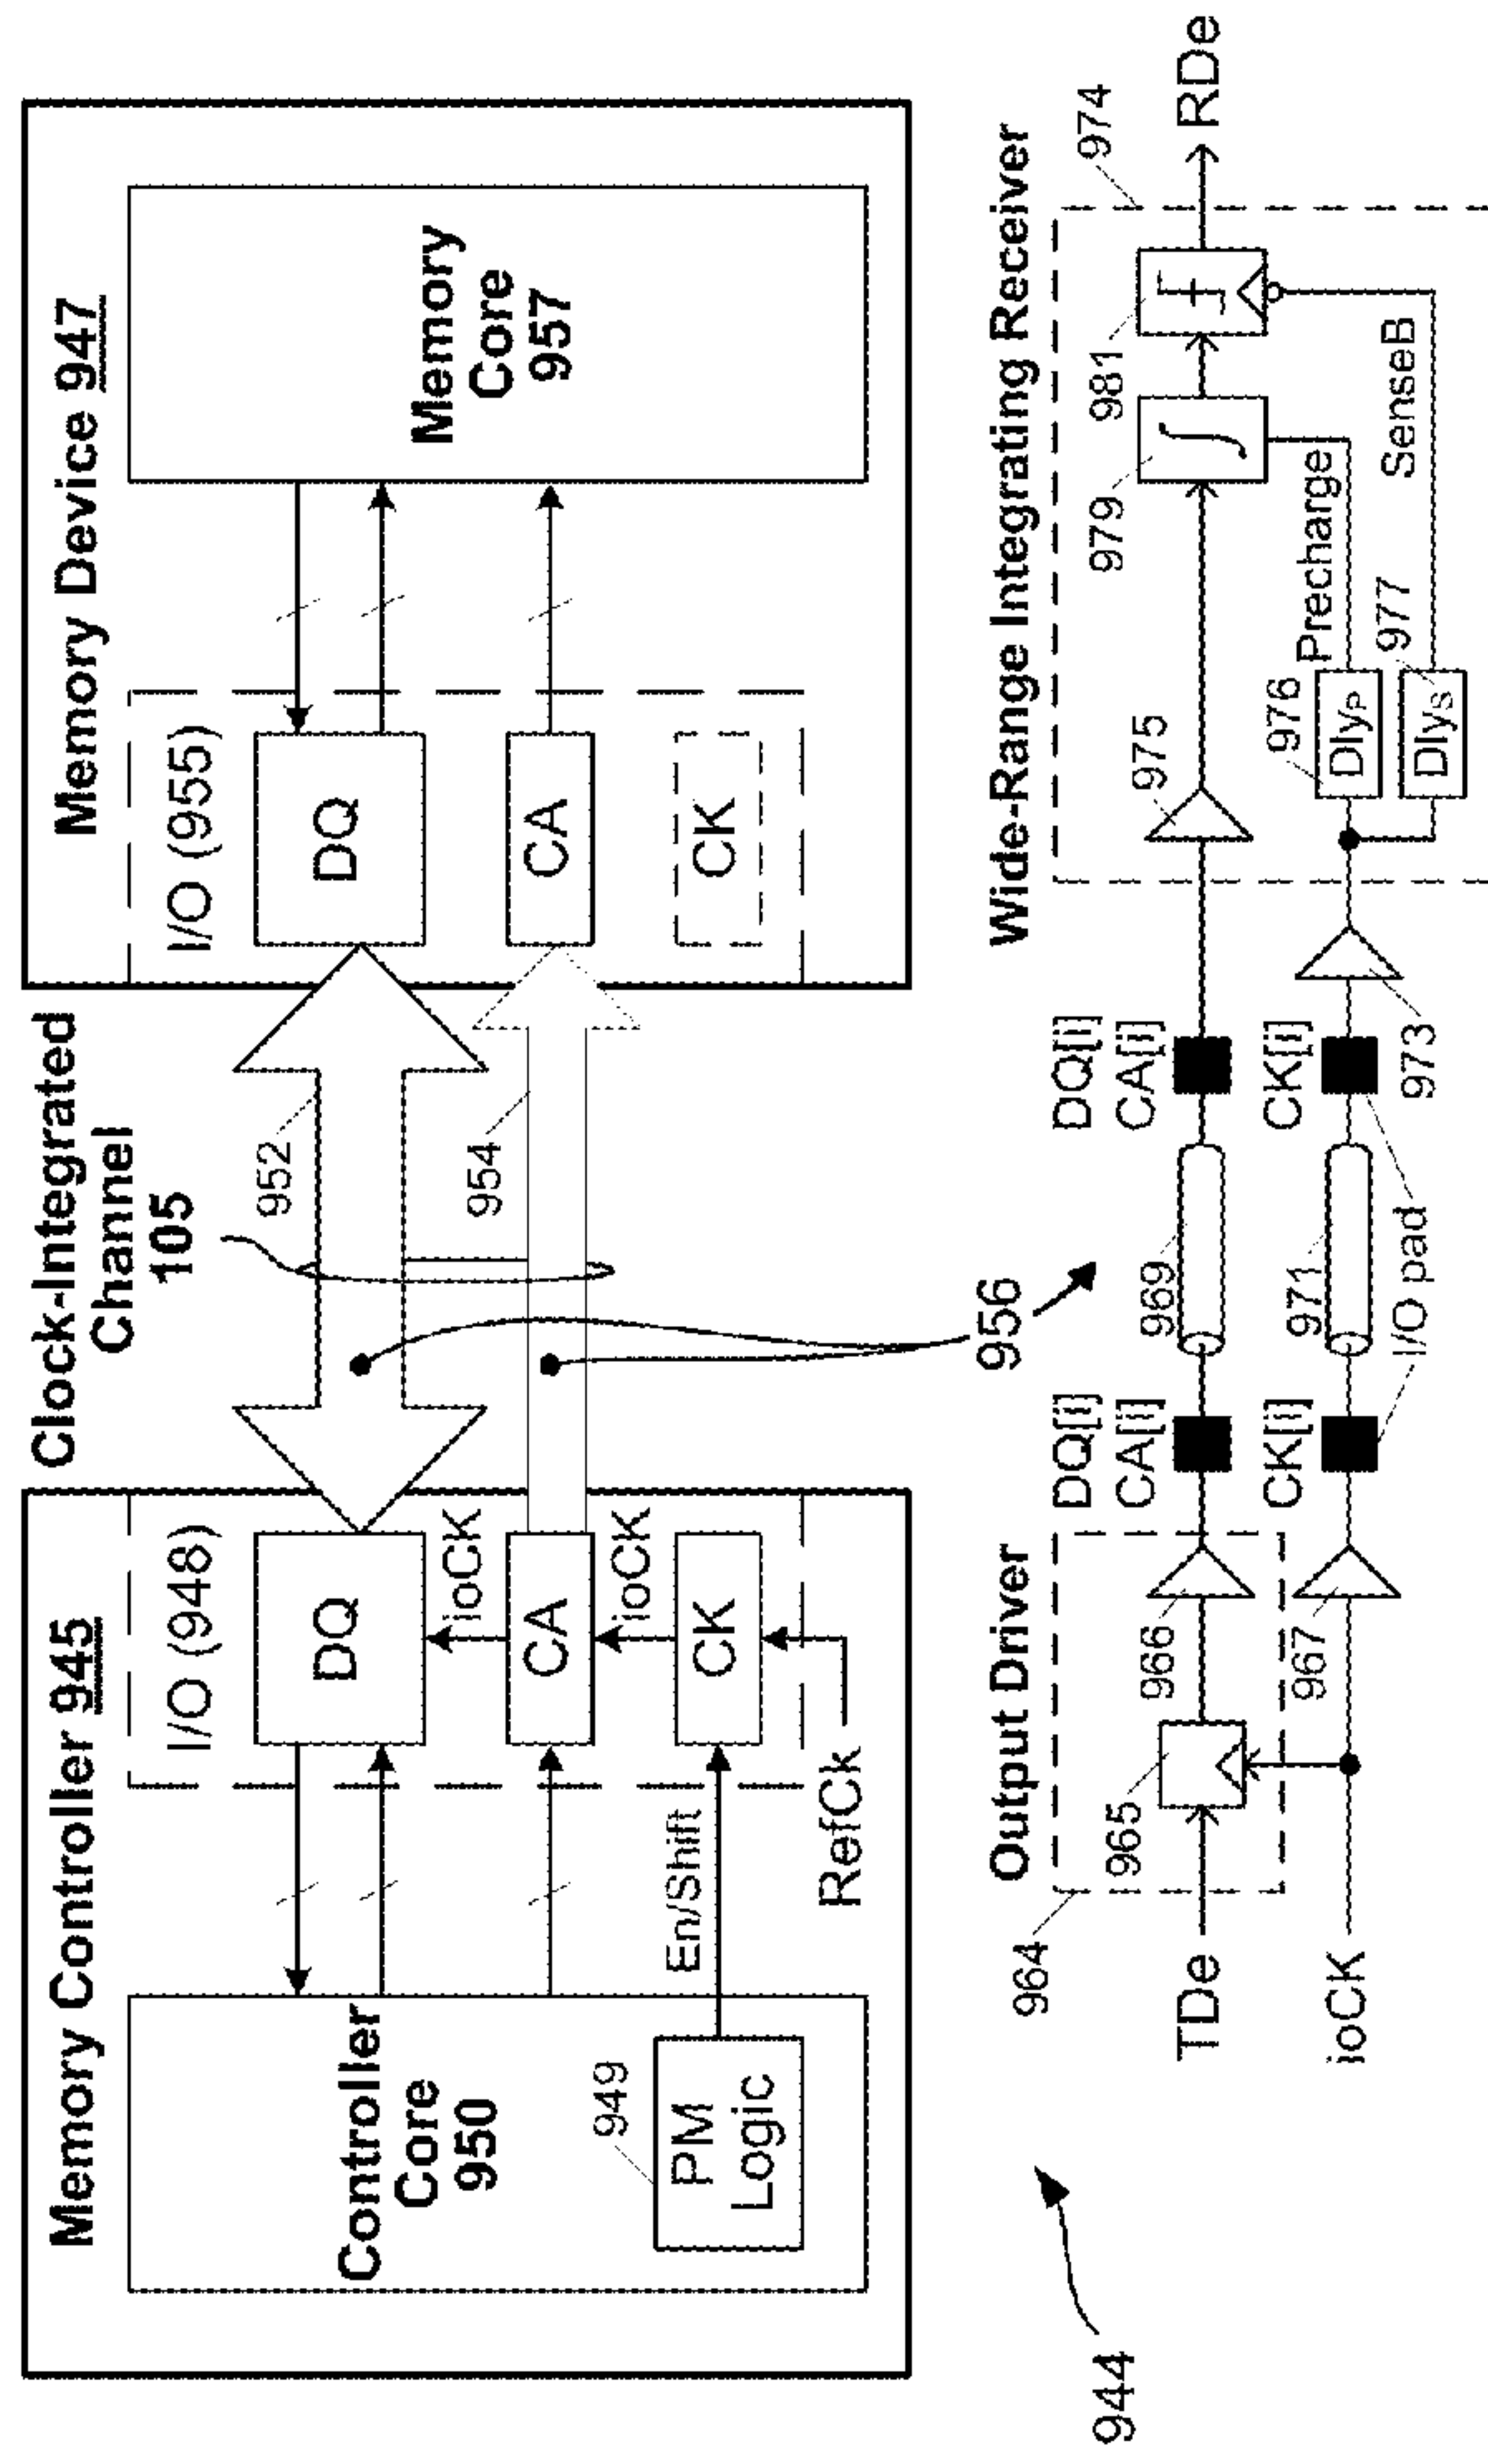 Memory Controller 945
I/O (948)
Controller
Core
950
DQ
ioCK
CA
ioCK
CK
949
PM
Logic
En/Shift
RefCk
Clock-Integrated
Channel
105
952
954
956
Memory Device 947
I/O (955)
DQ
CA
CK
Memory
Core
957
944
Output Driver
964
965
966
967
TDe
ioCK
DQ[i]
CA[i]
CK[i]
969
971
I/O pad
DQ[i]
CA[i]
CK[i]
973
Wide-Range Integrating Receiver
974
975
976
DlyP
977
DlyS
Precharge
SenseB
979
∫
981
RDe